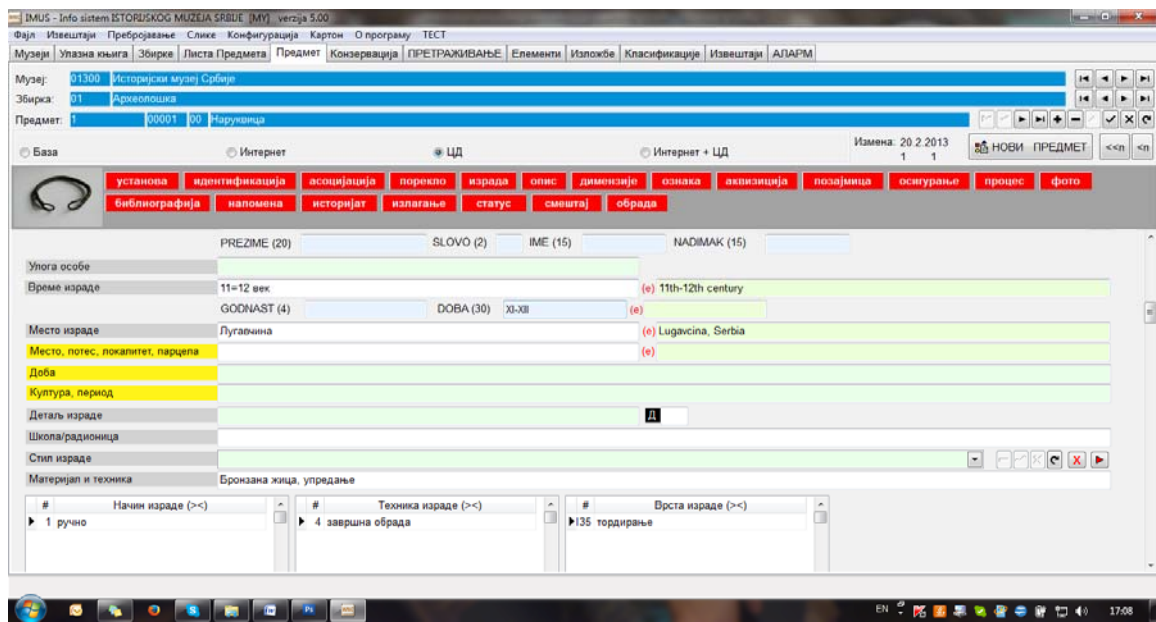 IMUS - Info sistem ISTORIJSKOG MUZEJA SRBIJE [MY] verzija 5.00
Фајл Извештаји Пребројавање Слике Конфигурација Картон О програму ТЕСТ
Музеји Улазна књига Збирке Листа Предмета Предмет Конзервација ПРЕТРАЖИВАЊЕ Елементи Изложбе Класификације Извештаји АЛАРМ
Музеј: 01300 Историјски музеј Србије
Збирка: 01 Археолошка
Предмет: 1 00001 00 Наруквица
База Интернет ЦД Интернет + ЦД Измена: 20.2.2013 НОВИ ПРЕДМЕТ <<п <п
1 1
установа идентификација асоцијација порекло израда опис димензије ознака аквизиција позајмица осигурање процес фото
библиографија напомена историјат излагање статус смештај обрада
PREZIME (20) SLOVO (2) IME (15) NADIMAK (15)
Улога особе
Време израде 11=12 век (е) 11th-12th century
GODNAST (4) DOBA (30) XI-XII (е)
Место израде Лугавчина (е) Lugavcina, Serbia
Место, потес, локалитет, парцела (е)
Доба
Култура, период
Детаљ израде Д
Школа/радионица
Стил израде
Материјал и техника Бронзана жица, упредање
# Начин израде (><) # Техника израде (><) # Врста израде (><)
1 ручно 4 завршна обрада 135 тордирање
EN 17:08